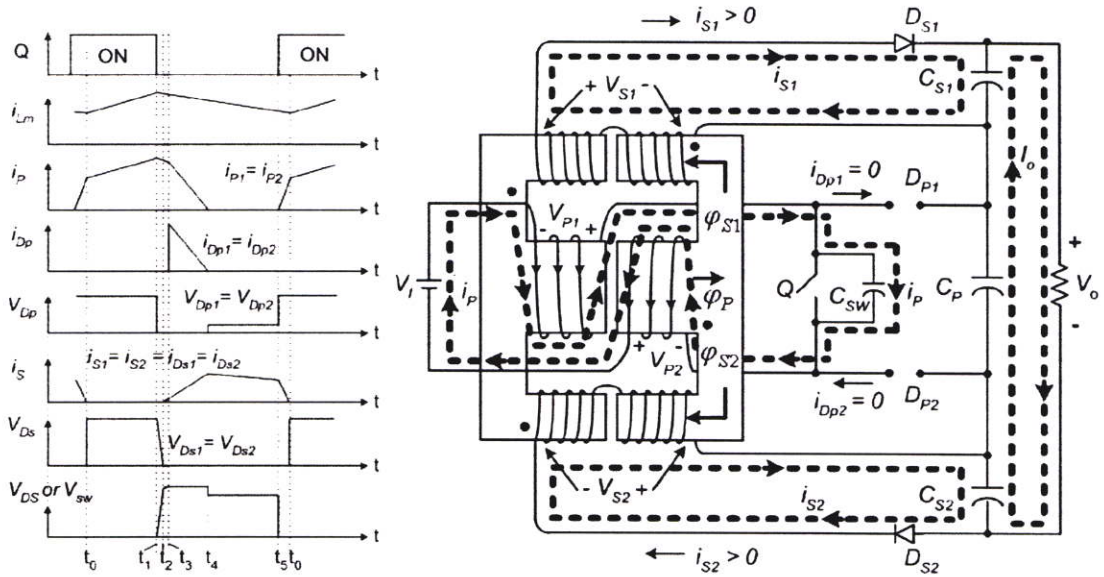 Q
ON
ON
t
i_Lm
t
i_P
i_P1 = i_P2
t
i_Dp
i_Dp1 = i_Dp2
t
V_Dp
V_Dp1 = V_Dp2
t
i_S
i_S1 = i_S2 = i_Ds1 = i_Ds2
t
V_Ds
V_Ds1 = V_Ds2
t
V_DS or V_sw
t
t_0 t_1 t_2 t_3 t_4 t_5 t_0
i_S1 > 0
D_S1
i_S1
C_S1
+ V_S1 -
i_Dp1 = 0
D_P1
I_o
V_P1
- +
φ_S1
V_I
i_P
φ_P
Q
C_SW
i_P
C_P
+
V_o
-
+ -
V_P2
φ_S2
i_Dp2 = 0
D_P2
- V_S2 +
i_S2
C_S2
i_S2 > 0
D_S2